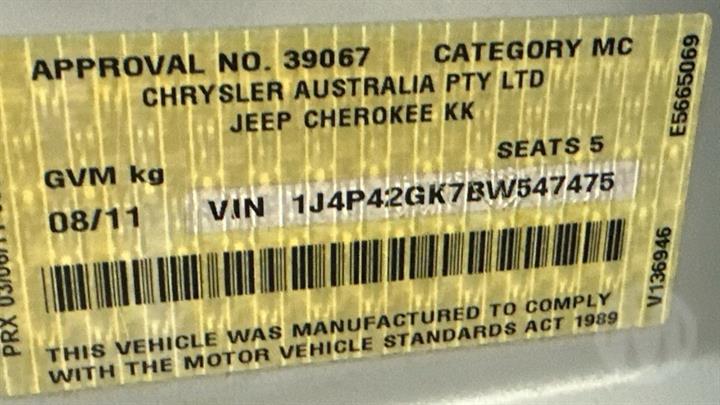 APPROVAL NO. 39067 CATEGORY MC
CHRYSLER AUSTRALIA PTY LTD
JEEP CHEROKEE KK
SEATS 5
GVM kg
08/11 VIN 1J4P42GK7BW547475
THIS VEHICLE WAS MANUFACTURED TO COMPLY
WITH THE MOTOR VEHICLE STANDARDS ACT 1989
E5665069
V136946
PRX